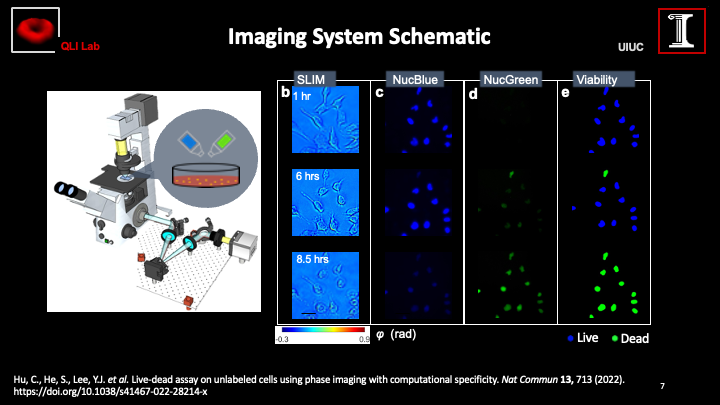 QLI Lab
Imaging System Schematic
UIUC
I
SLIM
NucBlue
NucGreen
Viability
b
c
d
e
1 hr
6 hrs
8.5 hrs
-0.3
0.9
φ (rad)
Live
Dead
Hu, C., He, S., Lee, Y.J. et al. Live-dead assay on unlabeled cells using phase imaging with computational specificity. Nat Commun 13, 713 (2022).
https://doi.org/10.1038/s41467-022-28214-x
7